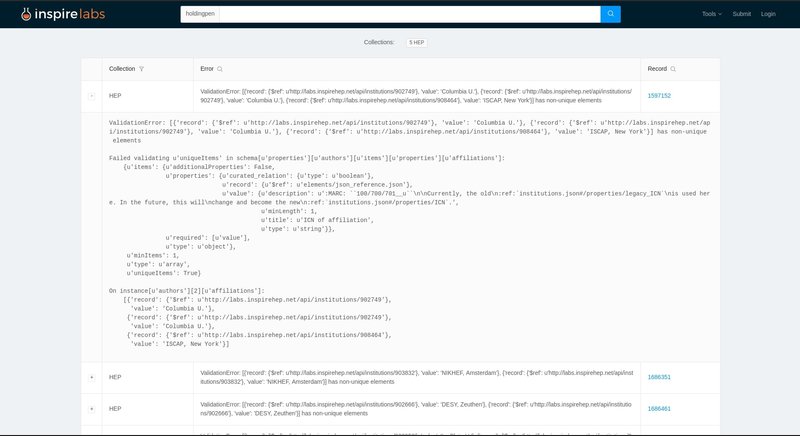 inspire labs
holdingpen
Tools
Submit
Login
Collections:
5 HEP
Collection
Error
Record
HEP
ValidationError: [{'record': {'$ref': u'http://labs.inspirehep.net/api/institutions/902749'}, 'value': 'Columbia U.'}, {'record': {'$ref': u'http://labs.inspirehep.net/api/institutions/
902749'}, 'value': 'Columbia U.'}, {'record': {'$ref': u'http://labs.inspirehep.net/api/institutions/908464'}, 'value': 'ISCAP, New York'}] has non-unique elements
1597152
ValidationError: [{'record': {'$ref': u'http://labs.inspirehep.net/api/institutions/902749'}, 'value': 'Columbia U.'}, {'record': {'$ref': u'http://labs.inspirehep.net/ap
i/institutions/902749'}, 'value': 'Columbia U.'}, {'record': {'$ref': u'http://labs.inspirehep.net/api/institutions/908464'}, 'value': 'ISCAP, New York'}] has non-unique
elements
Failed validating u'uniqueItems' in schema[u'properties'][u'authors'][u'items'][u'properties'][u'affiliations']:
{u'items': {u'additionalProperties': False,
u'properties': {u'curated_relation': {u'type': u'boolean'},
u'record': {u'$ref': u'elements/json_reference.json'},
u'value': {u'description': u':MARC: ``100/700/701__u``\n\nCurrently, the old\n:ref:`institutions.json#/properties/legacy_ICN`\nis used her
e. In the future, this will\nchange and become the new\n:ref:`institutions.json#/properties/ICN`.',
u'minLength': 1,
u'title': u'ICN of affiliation',
u'type': u'string'}},
u'required': [u'value'],
u'type': u'object'},
u'minItems': 1,
u'type': u'array',
u'uniqueItems': True}
On instance[u'authors'][2][u'affiliations']:
[{'record': {'$ref': u'http://labs.inspirehep.net/api/institutions/902749'},
'value': 'Columbia U.'},
{'record': {'$ref': u'http://labs.inspirehep.net/api/institutions/902749'},
'value': 'Columbia U.'},
{'record': {'$ref': u'http://labs.inspirehep.net/api/institutions/908464'},
'value': 'ISCAP, New York'}]
HEP
ValidationError: [{'record': {'$ref': u'http://labs.inspirehep.net/api/institutions/903832'}, 'value': 'NIKHEF, Amsterdam'}, {'record': {'$ref': u'http://labs.inspirehep.net/api/inst
itutions/903832'}, 'value': 'NIKHEF, Amsterdam'}] has non-unique elements
1686351
HEP
ValidationError: [{'record': {'$ref': u'http://labs.inspirehep.net/api/institutions/902666'}, 'value': 'DESY, Zeuthen'}, {'record': {'$ref': u'http://labs.inspirehep.net/api/institutio
ns/902666'}, 'value': 'DESY, Zeuthen'}] has non-unique elements
1686461